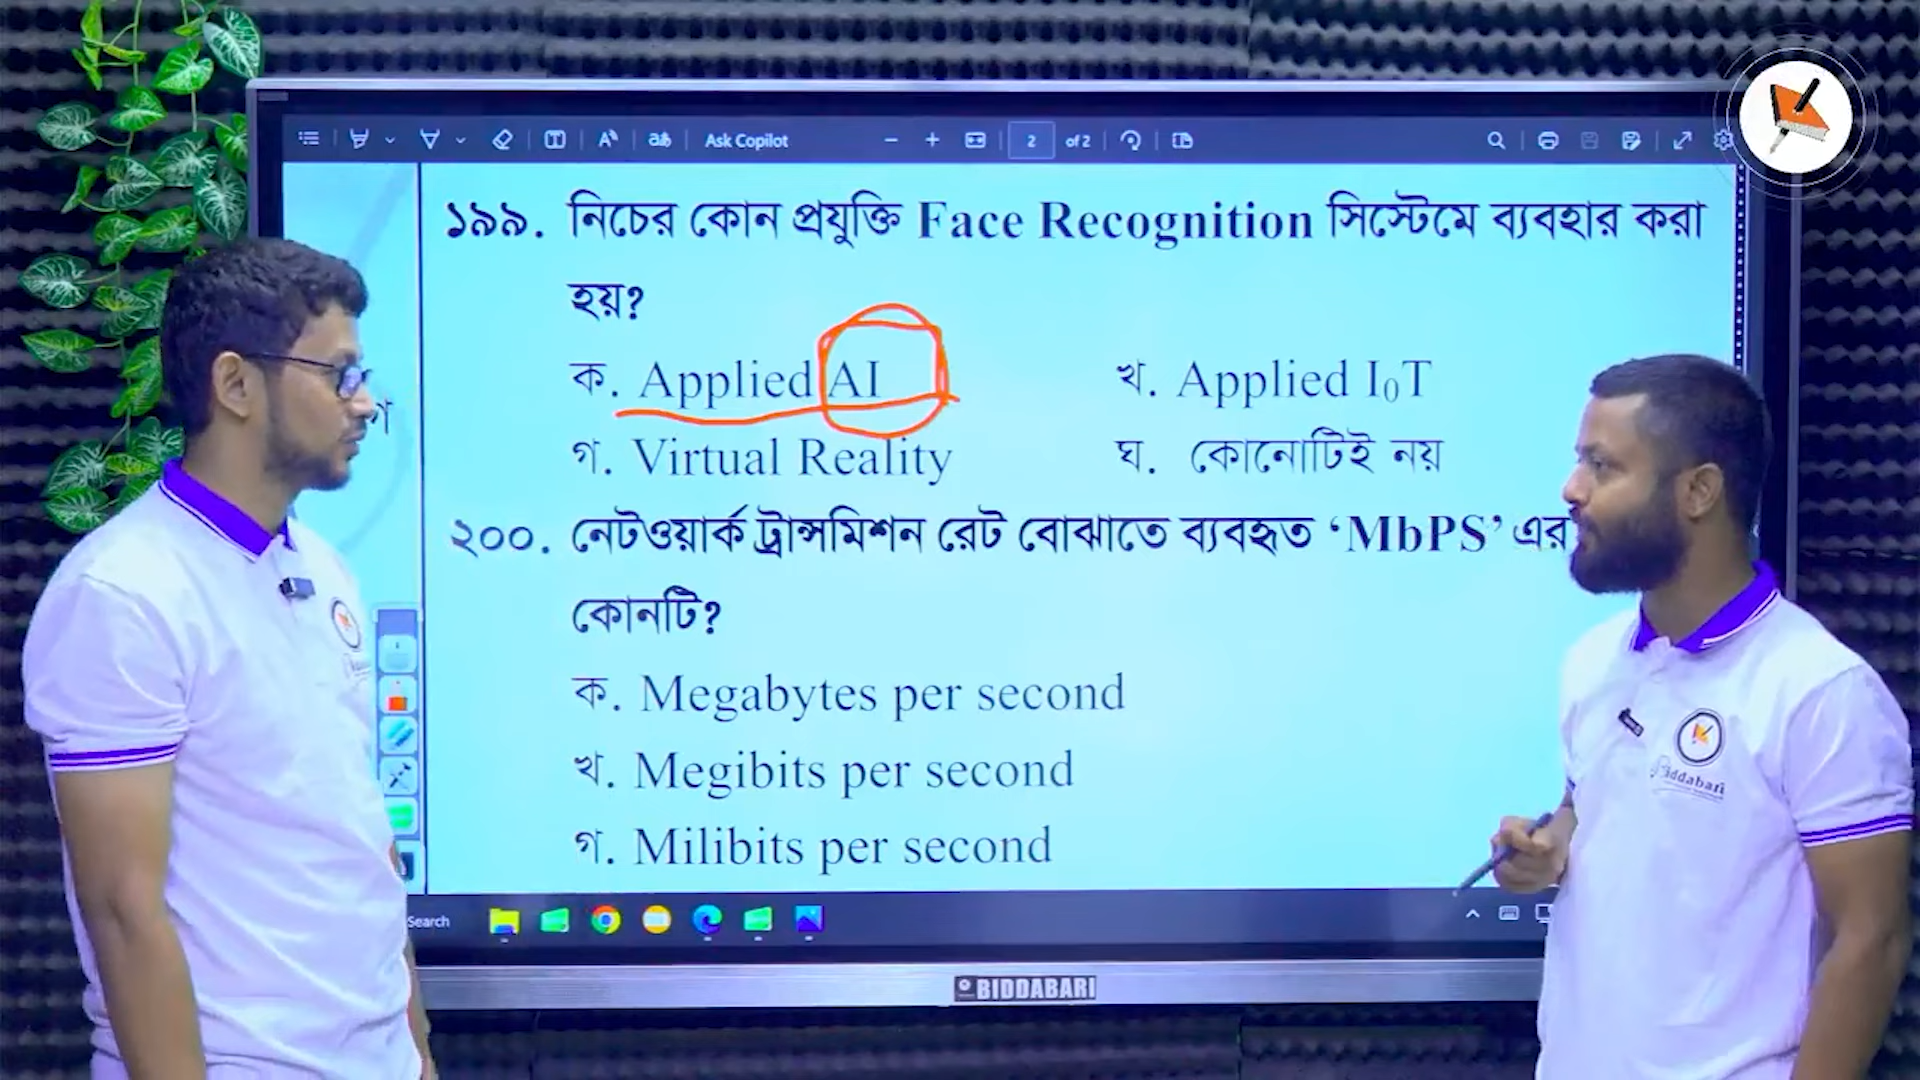 Ask Copilot
2 of 2
১৯৯. নিচের কোন প্রযুক্তি Face Recognition সিস্টেমে ব্যবহার করা
হয়?
ক. Applied AI খ. Applied I₀T
গ. Virtual Reality ঘ. কোনোটিই নয়
২০০. নেটওয়ার্ক ট্রান্সমিশন রেট বোঝাতে ব্যবহৃত ‘MbPS’ এর
কোনটি?
ক. Megabytes per second
খ. Megibits per second
গ. Milibits per second
Search
BIDDABARI
Biddabari